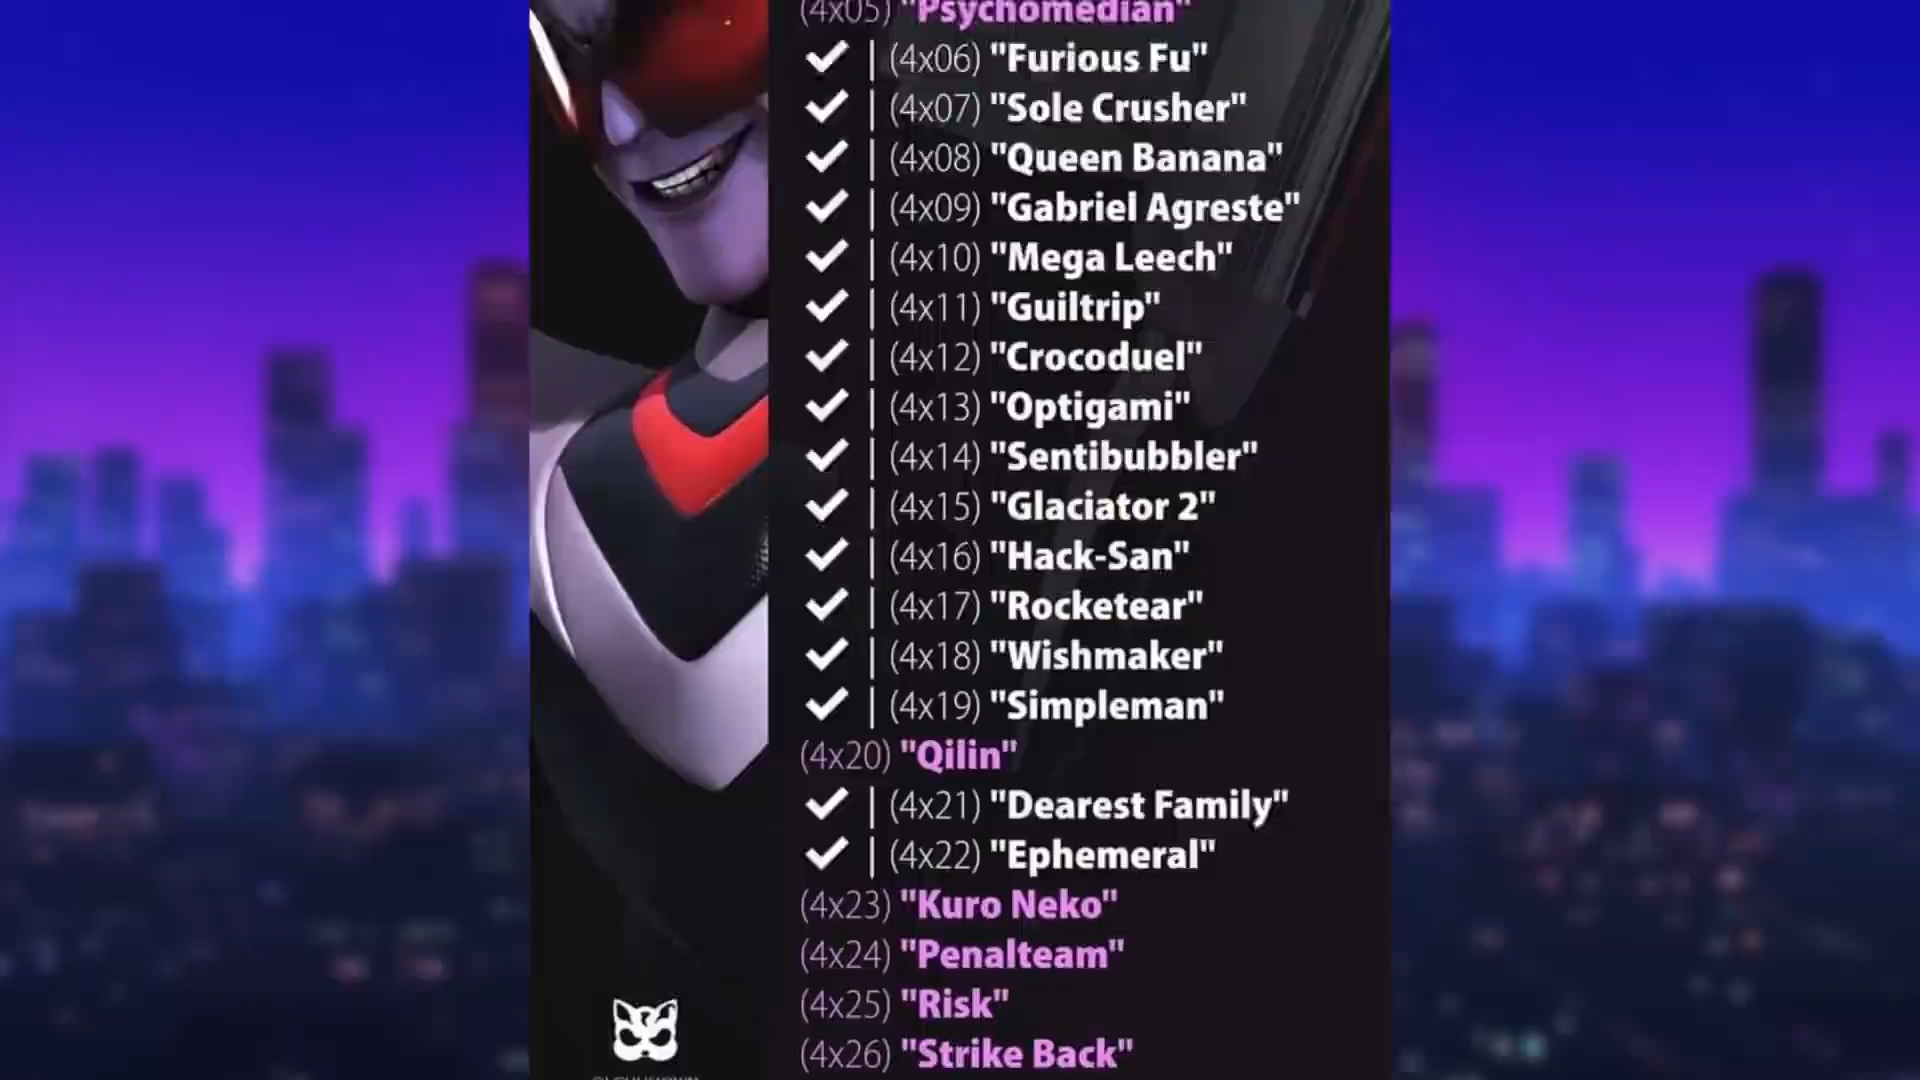 (4x05) "Psychomedian"
✓ | (4x06) "Furious Fu"
✓ | (4x07) "Sole Crusher"
✓ | (4x08) "Queen Banana"
✓ | (4x09) "Gabriel Agreste"
✓ | (4x10) "Mega Leech"
✓ | (4x11) "Guiltrip"
✓ | (4x12) "Crocoduel"
✓ | (4x13) "Optigami"
✓ | (4x14) "Sentibubbler"
✓ | (4x15) "Glaciator 2"
✓ | (4x16) "Hack-San"
✓ | (4x17) "Rocketear"
✓ | (4x18) "Wishmaker"
✓ | (4x19) "Simpleman"
(4x20) "Qilin"
✓ | (4x21) "Dearest Family"
✓ | (4x22) "Ephemeral"
(4x23) "Kuro Neko"
(4x24) "Penalteam"
(4x25) "Risk"
(4x26) "Strike Back"